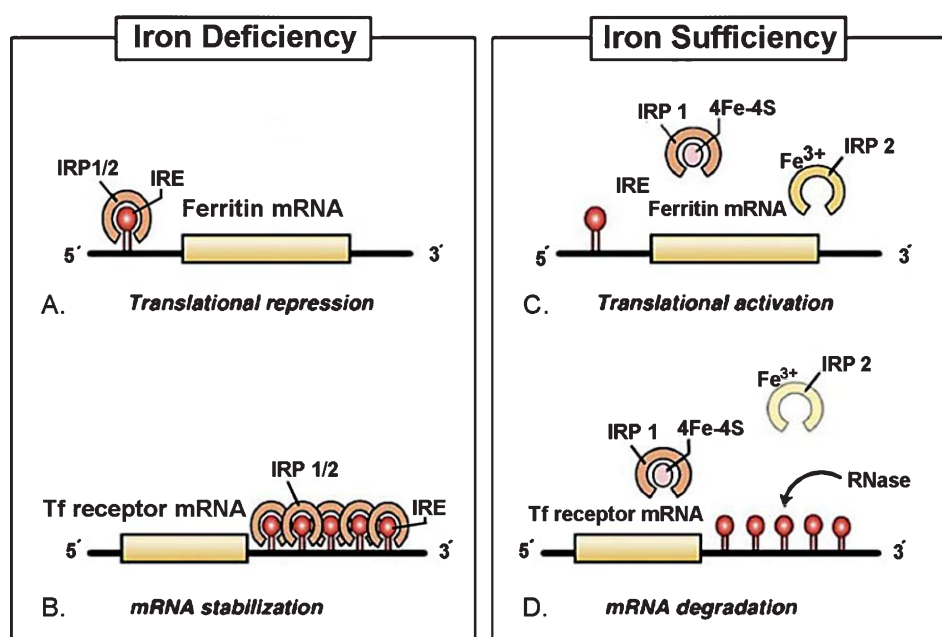 Iron Deficiency
IRP1/2
IRE
Ferritin mRNA
5´
3´
A. Translational repression
IRP 1/2
Tf receptor mRNA
IRE
5´
3´
B. mRNA stabilization
Iron Sufficiency
IRP 1
4Fe-4S
Fe3+
IRP 2
IRE
Ferritin mRNA
5´
3´
C. Translational activation
Fe3+
IRP 2
IRP 1
4Fe-4S
RNase
Tf receptor mRNA
5´
3´
D. mRNA degradation